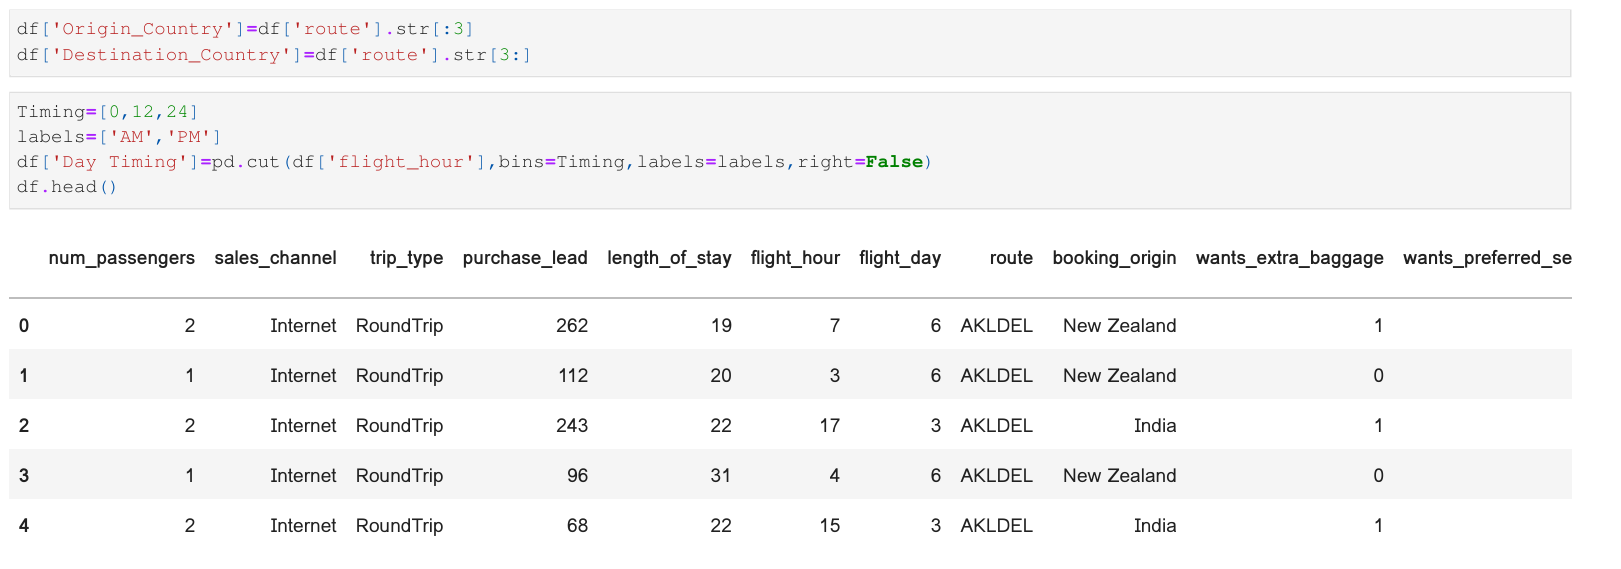 df['Origin_Country']=df['route'].str[:3]
df['Destination_Country']=df['route'].str[3:]
Timing=[0,12,24]
labels=['AM','PM']
df['Day Timing']=pd.cut(df['flight_hour'],bins=Timing,labels=labels,right=False)
df.head()
num_passengers sales_channel trip_type purchase_lead length_of_stay flight_hour flight_day route booking_origin wants_extra_baggage wants_preferred_se
0 2 Internet RoundTrip 262 19 7 6 AKLDEL New Zealand 1
1 1 Internet RoundTrip 112 20 3 6 AKLDEL New Zealand 0
2 2 Internet RoundTrip 243 22 17 3 AKLDEL India 1
3 1 Internet RoundTrip 96 31 4 6 AKLDEL New Zealand 0
4 2 Internet RoundTrip 68 22 15 3 AKLDEL India 1